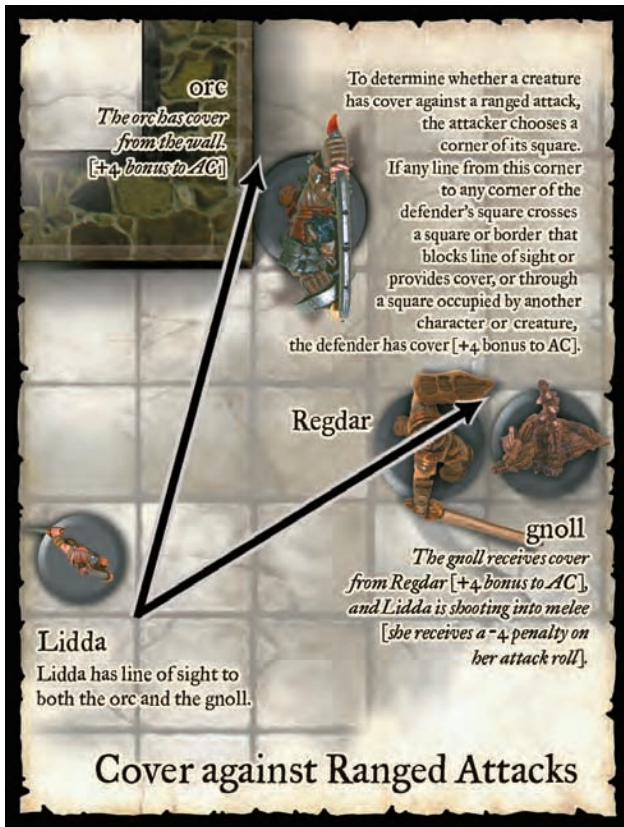 orc
The orc has cover
from the wall.
[+4 bonus to AC]
To determine whether a creature
has cover against a ranged attack,
the attacker chooses a
corner of its square.
If any line from this corner
to any corner of the
defender's square crosses
a square or border that
blocks line of sight or
provides cover, or through
a square occupied by another
character or creature,
the defender has cover [+4 bonus to AC].
Regdar
gnoll
The gnoll receives cover
from Regdar [+4 bonus to AC],
and Lidda is shooting into melee
[she receives a -4 penalty on
her attack roll].
Lidda
Lidda has line of sight to
both the orc and the gnoll.
Cover against Ranged Attacks